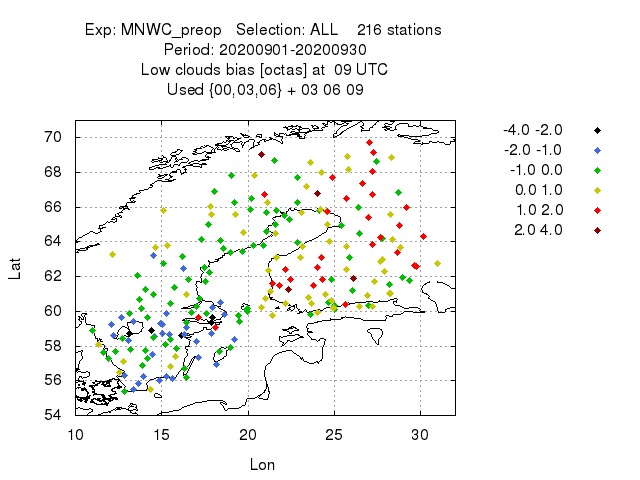 Exp: MNWC_preop   Selection: ALL    216 stations
Period: 20200901-20200930
Low clouds bias [octas] at  09 UTC
Used {00,03,06} + 03 06 09
70
68
66
64
62
60
58
56
54
10 15 20 25 30
Lat
Lon
-4.0 -2.0
-2.0 -1.0
-1.0 0.0
0.0 1.0
1.0 2.0
2.0 4.0